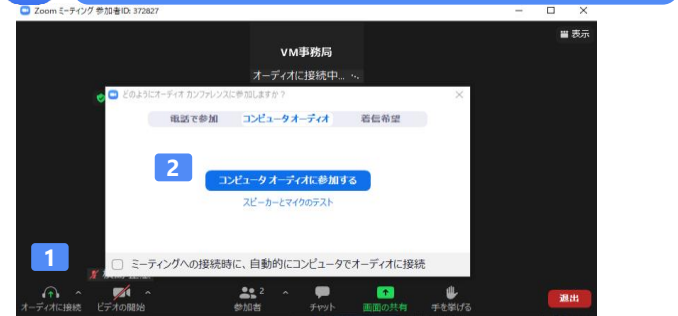 Zoom ミーティング 参加者ID: 372827
表示
VM事務局
オーディオに接続中...
どのようにオーディオ カンファレンスに参加しますか？
電話で参加
コンピュータ オーディオ
着信希望
2
コンピュータ オーディオに参加する
スピーカーとマイクのテスト
1
ミーティングへの接続時に、自動的にコンピュータでオーディオに接続
オーディオに接続
ビデオの開始
参加者
2
チャット
画面の共有
手を挙げる
退出